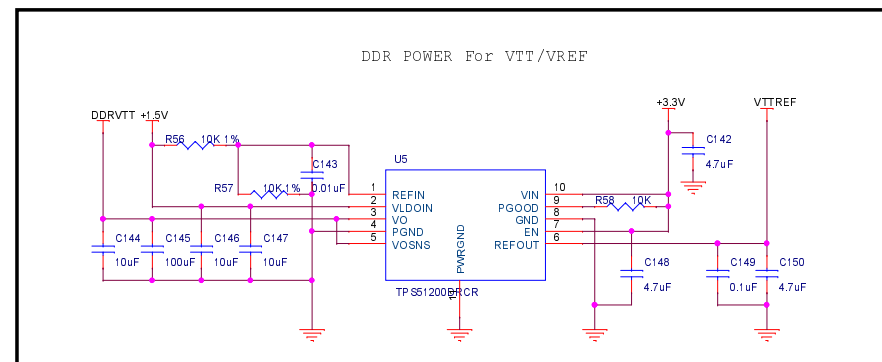 DDR POWER For VTT/VREF
DDRVTT +1.5V +3.3V VTTREF
R56 10K 1% C142
4.7uF
C143
0.01uF
U5
R57 10K 1%
1 REFIN VIN 10
2 VLDOIN PGOOD 9 R58 10K
3 VO GND 8
4 PGND EN 7
5 VOSNS REFOUT 6
PWRGND
C144 C145 C146 C147
10uF 100uF 10uF 10uF
C148 C149 C150
4.7uF 0.1uF 4.7uF
TPS51200DRCR